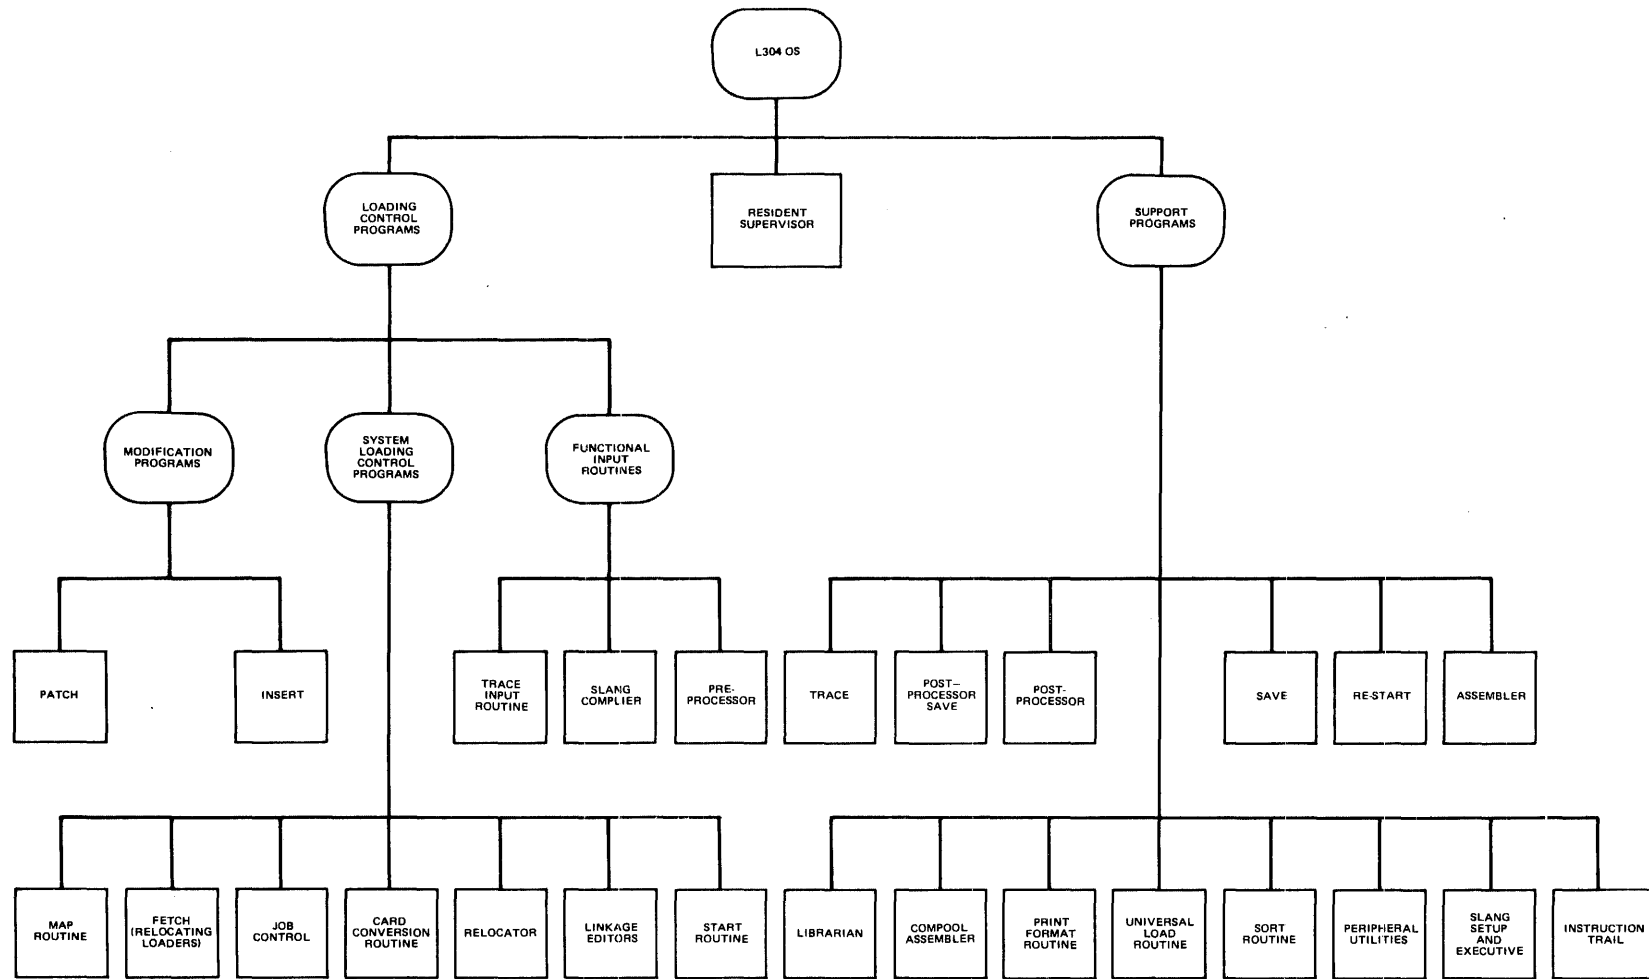 L304 OS
LOADING
CONTROL
PROGRAMS
RESIDENT
SUPERVISOR
SUPPORT
PROGRAMS
MODIFICATION
PROGRAMS
SYSTEM
LOADING
CONTROL
PROGRAMS
FUNCTIONAL
INPUT
ROUTINES
PATCH
INSERT
TRACE
INPUT
ROUTINE
SLANG
COMPLIER
PRE-
PROCESSOR
TRACE
POST-
PROCESSOR
SAVE
POST-
PROCESSOR
SAVE
RE-START
ASSEMBLER
MAP
ROUTINE
FETCH
(RELOCATING
LOADERS)
JOB
CONTROL
CARD
CONVERSION
ROUTINE
RELOCATOR
LINKAGE
EDITORS
START
ROUTINE
LIBRARIAN
COMPOOL
ASSEMBLER
PRINT
FORMAT
ROUTINE
UNIVERSAL
LOAD
ROUTINE
SORT
ROUTINE
PERIPHERAL
UTILITIES
SLANG
SETUP
AND
EXECUTIVE
INSTRUCTION
TRAIL